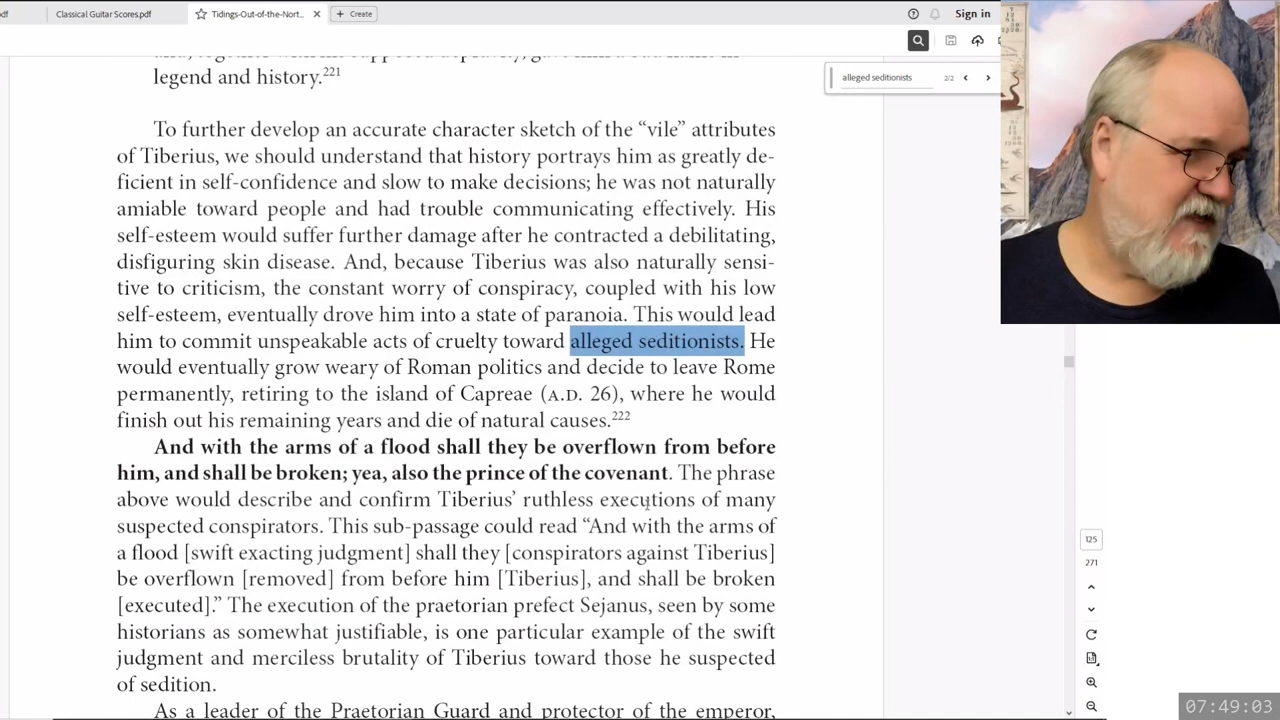 df
Classical Guitar Scores.pdf
Tidings-Out-of-the-Nort...
Create
Sign in
alleged seditionists
2/2
legend and history.221
To further develop an accurate character sketch of the “vile” attributes
of Tiberius, we should understand that history portrays him as greatly de-
ficient in self-confidence and slow to make decisions; he was not naturally
amiable toward people and had trouble communicating effectively. His
self-esteem would suffer further damage after he contracted a debilitating,
disfiguring skin disease. And, because Tiberius was also naturally sensi-
tive to criticism, the constant worry of conspiracy, coupled with his low
self-esteem, eventually drove him into a state of paranoia. This would lead
him to commit unspeakable acts of cruelty toward alleged seditionists. He
would eventually grow weary of Roman politics and decide to leave Rome
permanently, retiring to the island of Capreae (A.D. 26), where he would
finish out his remaining years and die of natural causes.222
And with the arms of a flood shall they be overflown from before
him, and shall be broken; yea, also the prince of the covenant. The phrase
above would describe and confirm Tiberius’ ruthless executions of many
suspected conspirators. This sub-passage could read “And with the arms of
a flood [swift exacting judgment] shall they [conspirators against Tiberius]
be overflown [removed] from before him [Tiberius], and shall be broken
[executed].” The execution of the praetorian prefect Sejanus, seen by some
historians as somewhat justifiable, is one particular example of the swift
judgment and merciless brutality of Tiberius toward those he suspected
of sedition.
As a leader of the Praetorian Guard and protector of the emperor,
125
271
07:49:03